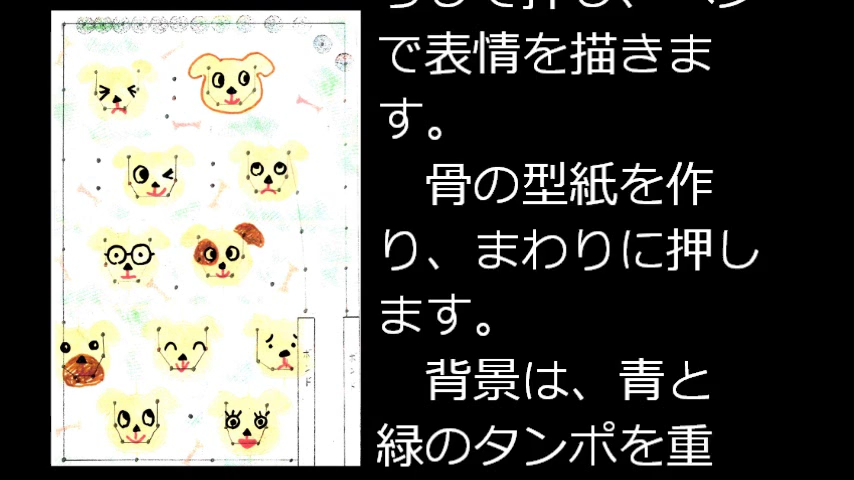 で表情を描きま
す。
　骨の型紙を作
り、まわりに押し
ます。
　背景は、青と
緑のタンポを重